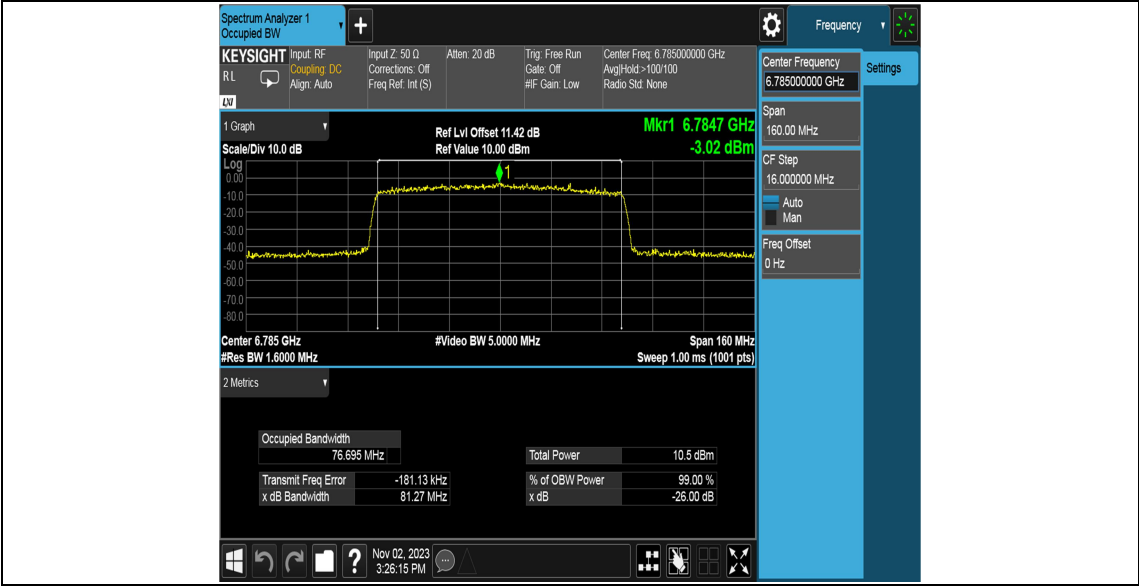 Spectrum Analyzer 1
Occupied BW
Frequency
KEYSIGHT
Input: RF
Coupling: DC
Align: Auto
Input Z: 50 Ω
Corrections: Off
Freq Ref: Int (S)
Atten: 20 dB
Trig: Free Run
Gate: Off
#IF Gain: Low
Center Freq: 6.785000000 GHz
Avg|Hold:>100/100
Radio Std: None
R L
LXI
Center Frequency
6.785000000 GHz
Settings
Span
160.00 MHz
CF Step
16.000000 MHz
Auto
Man
Freq Offset
0 Hz
1 Graph
Scale/Div 10.0 dB
Ref Lvl Offset 11.42 dB
Ref Value 10.00 dBm
Mkr1 6.7847 GHz
-3.02 dBm
Log
0.00
-10.0
-20.0
-30.0
-40.0
-50.0
-60.0
-70.0
-80.0
1
Center 6.785 GHz
#Video BW 5.0000 MHz
Span 160 MHz
#Res BW 1.6000 MHz
Sweep 1.00 ms (1001 pts)
2 Metrics
Occupied Bandwidth
76.695 MHz
Total Power 10.5 dBm
Transmit Freq Error -181.13 kHz
% of OBW Power 99.00 %
x dB Bandwidth 81.27 MHz
x dB -26.00 dB
?
Nov 02, 2023
3:26:15 PM